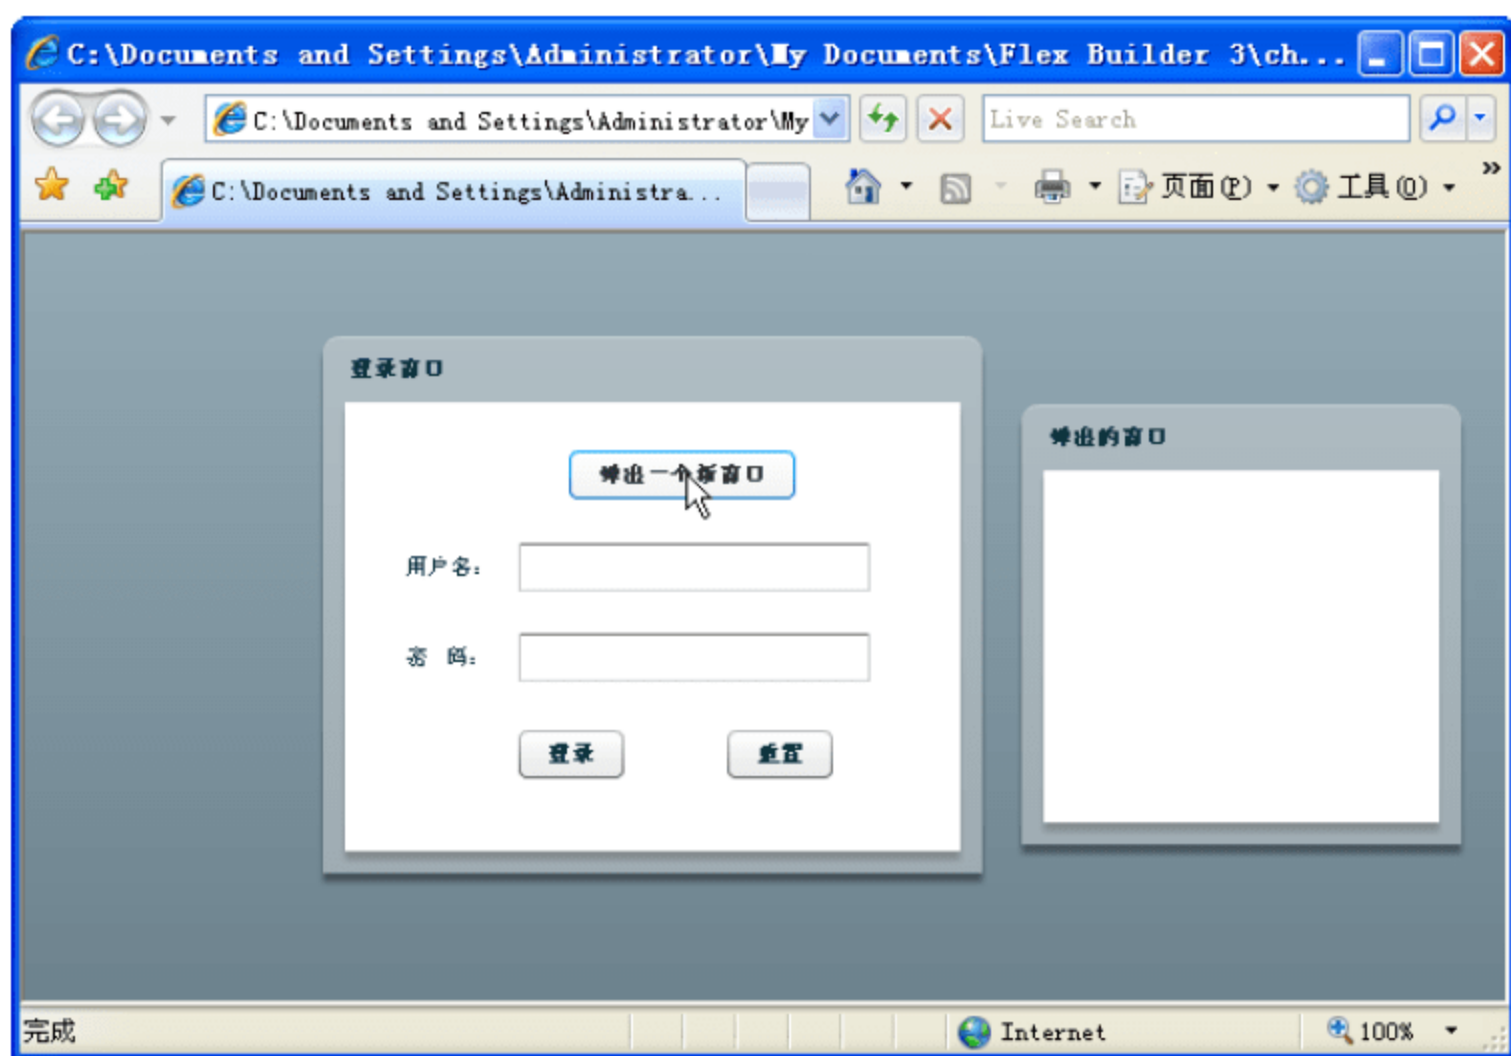 C:\Documents and Settings\Administrator\My Documents\Flex Builder 3\ch...
C:\Documents and Settings\Administrator\My
Live Search
C:\Documents and Settings\Administra...
页面(P)
工具(O)
登录窗口
弹出的窗口
弹出一个新窗口
用户名:
密 码:
登录
重置
完成
Internet
100%